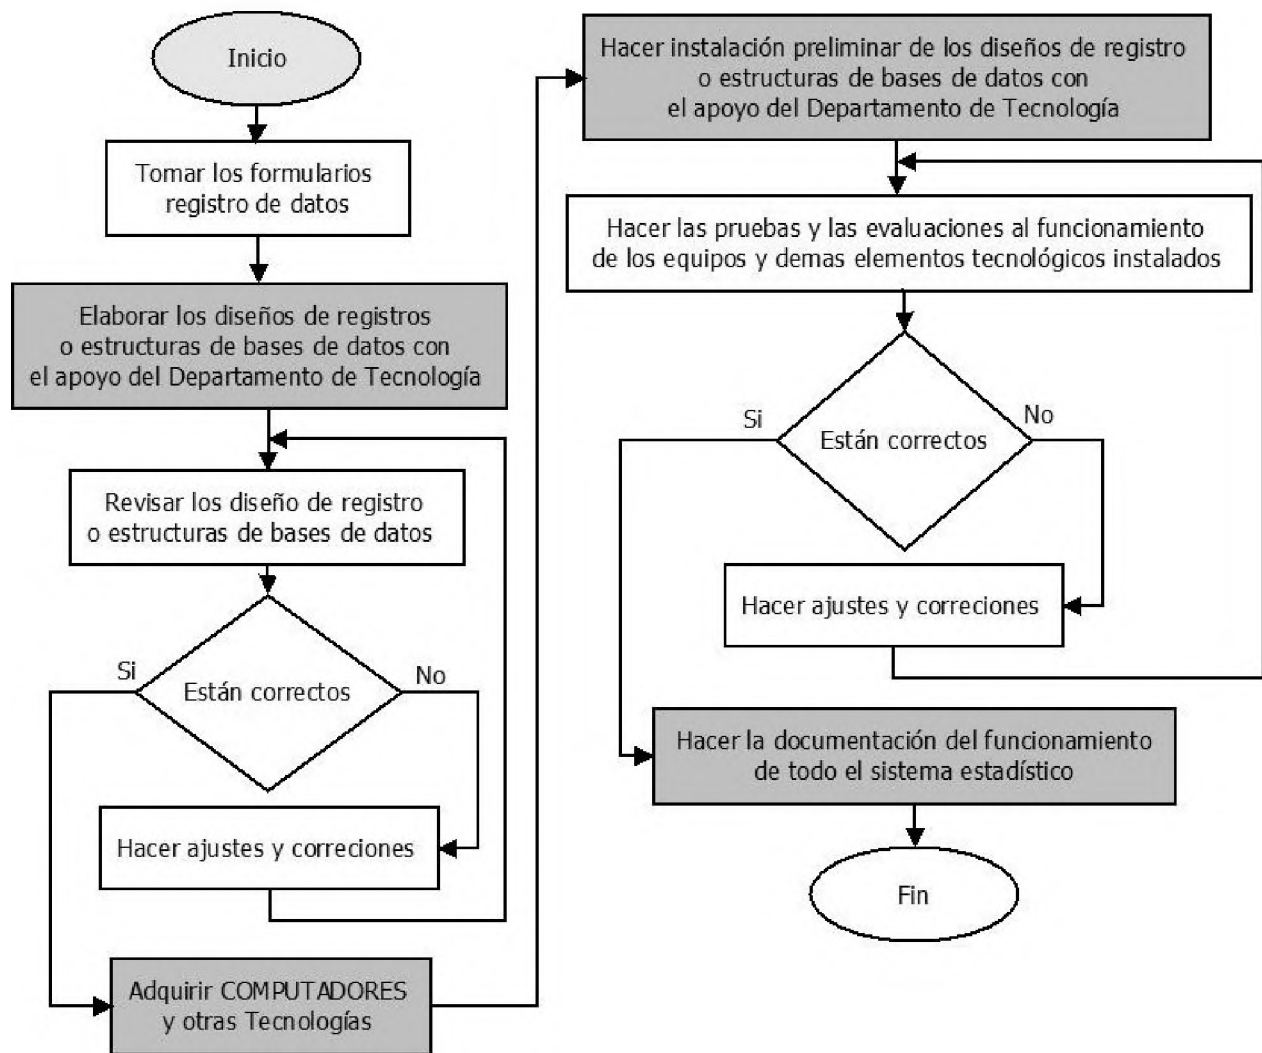 Inicio
Tomar los formularios
registro de datos
Elaborar los diseños de registros
o estructuras de bases de datos con
el apoyo del Departamento de Tecnología
Revisar los diseño de registro
o estructuras de bases de datos
Si
Están correctos
No
Hacer ajustes y correciones
Adquirir COMPUTADORES
y otras Tecnologías
Hacer instalación preliminar de los diseños de registro
o estructuras de bases de datos con
el apoyo del Departamento de Tecnología
Hacer las pruebas y las evaluaciones al funcionamiento
de los equipos y demas elementos tecnológicos instalados
Si
Están correctos
No
Hacer ajustes y correciones
Hacer la documentación del funcionamiento
de todo el sistema estadístico
Fin